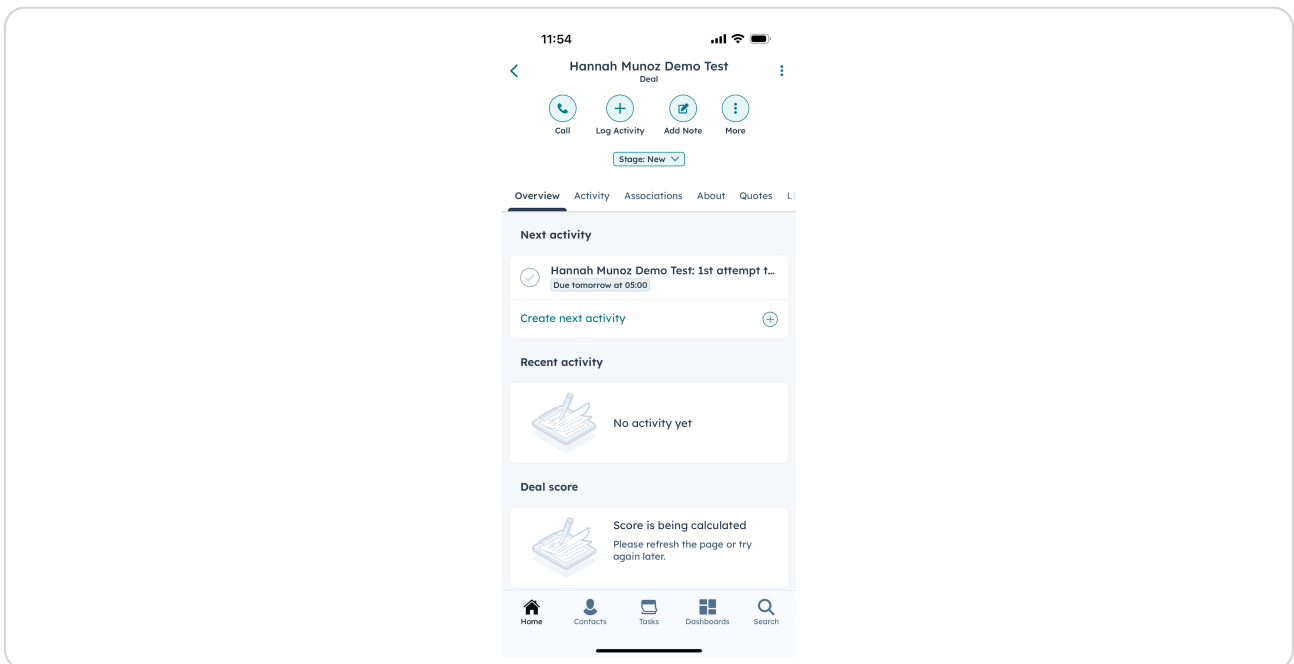 11:54
Hannah Munoz Demo Test
Deal
Call
Log Activity
Add Note
More
Stage: New
Overview
Activity
Associations
About
Quotes
Li
Next activity
Hannah Munoz Demo Test: 1st attempt t...
Due tomorrow at 05:00
Create next activity
Recent activity
No activity yet
Deal score
Score is being calculated
Please refresh the page or try
again later.
Home
Contacts
Tasks
Dashboards
Search